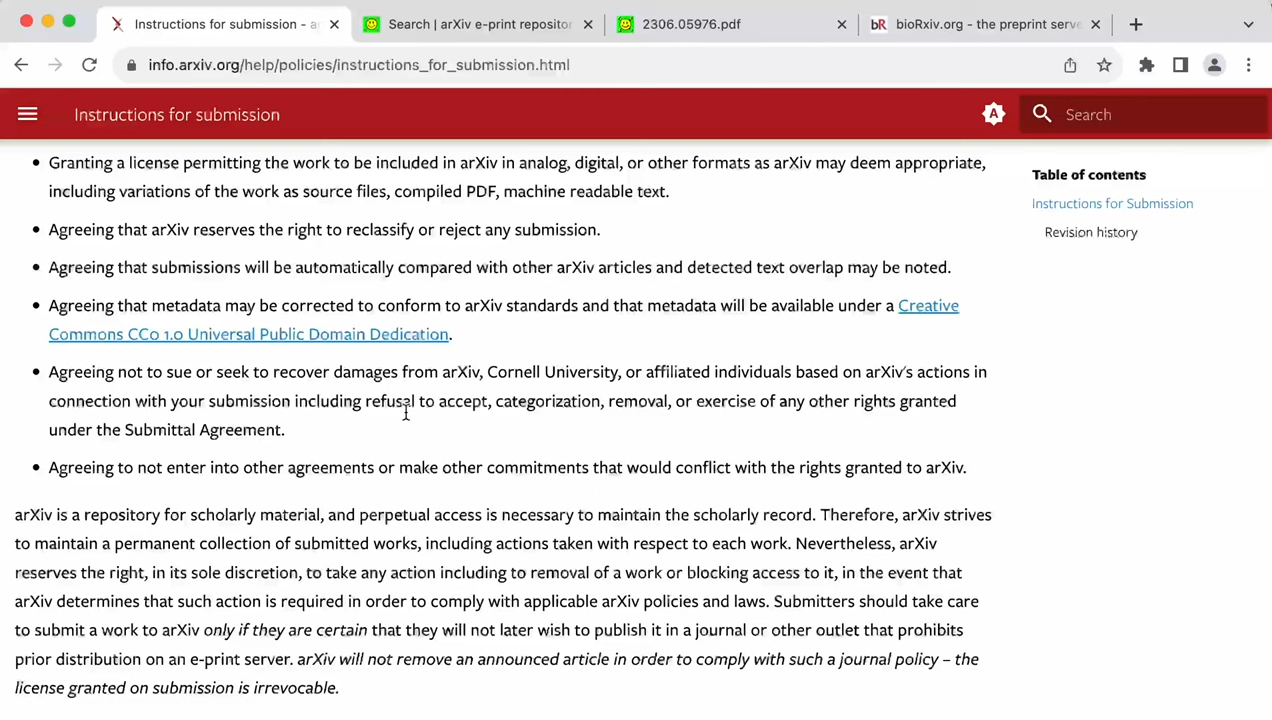 Instructions for submission - a
Search | arXiv e-print repositor
2306.05976.pdf
bR
bioRxiv.org - the preprint serve
info.arxiv.org/help/policies/instructions_for_submission.html
Instructions for submission
A
Search
• Granting a license permitting the work to be included in arXiv in analog, digital, or other formats as arXiv may deem appropriate,
including variations of the work as source files, compiled PDF, machine readable text.
• Agreeing that arXiv reserves the right to reclassify or reject any submission.
• Agreeing that submissions will be automatically compared with other arXiv articles and detected text overlap may be noted.
• Agreeing that metadata may be corrected to conform to arXiv standards and that metadata will be available under a Creative
Commons CC0 1.0 Universal Public Domain Dedication.
• Agreeing not to sue or seek to recover damages from arXiv, Cornell University, or affiliated individuals based on arXiv's actions in
connection with your submission including refusal to accept, categorization, removal, or exercise of any other rights granted
under the Submittal Agreement.
• Agreeing to not enter into other agreements or make other commitments that would conflict with the rights granted to arXiv.
arXiv is a repository for scholarly material, and perpetual access is necessary to maintain the scholarly record. Therefore, arXiv strives
to maintain a permanent collection of submitted works, including actions taken with respect to each work. Nevertheless, arXiv
reserves the right, in its sole discretion, to take any action including to removal of a work or blocking access to it, in the event that
arXiv determines that such action is required in order to comply with applicable arXiv policies and laws. Submitters should take care
to submit a work to arXiv only if they are certain that they will not later wish to publish it in a journal or other outlet that prohibits
prior distribution on an e-print server. arXiv will not remove an announced article in order to comply with such a journal policy – the
license granted on submission is irrevocable.
Table of contents
Instructions for Submission
Revision history